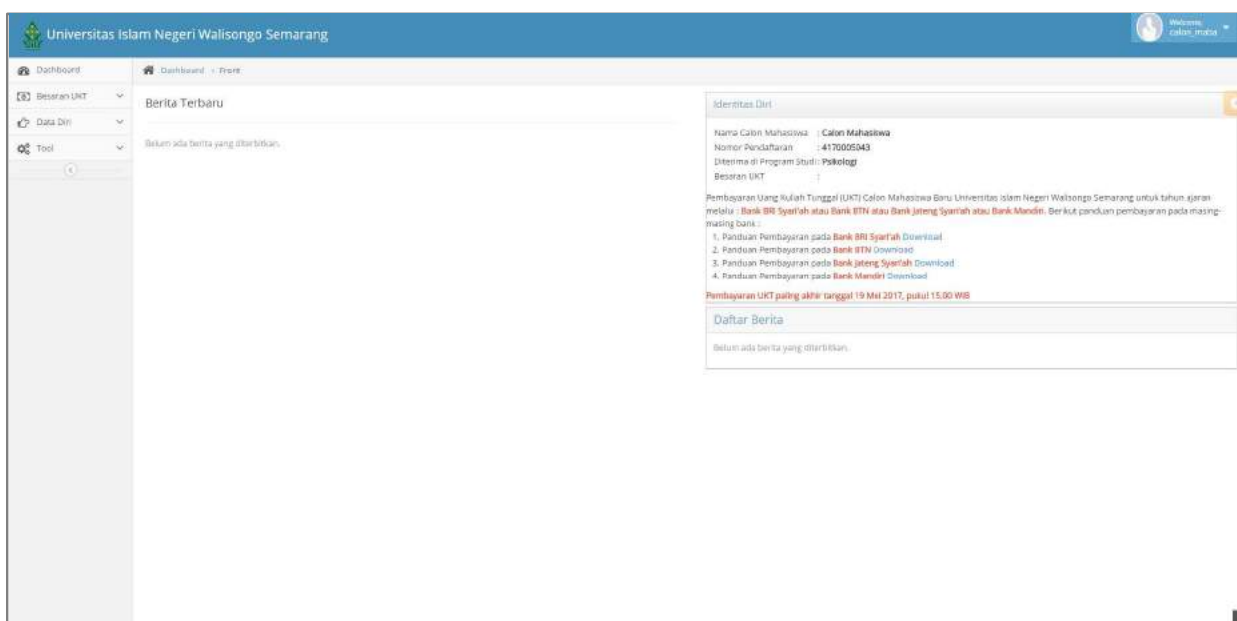 Universitas Islam Negeri Walisongo Semarang
Welcome,
calon_maba
Dashboard
Besaran UKT
Data Diri
Tool
Dashboard › Front
Berita Terbaru
Belum ada berita yang diterbitkan.
Identitas Diri
Nama Calon Mahasiswa : Calon Mahasiswa
Nomor Pendaftaran : 4170005043
Diterima di Program Studi : Psikologi
Besaran UKT :
Pembayaran Uang Kuliah Tunggal (UKT) Calon Mahasiswa Baru Universitas Islam Negeri Walisongo Semarang untuk tahun ajaran
melalui : Bank BRI Syari'ah atau Bank BTN atau Bank Jateng Syari'ah atau Bank Mandiri. Berikut panduan pembayaran pada masing-
masing bank :
1. Panduan Pembayaran pada Bank BRI Syari'ah Download
2. Panduan Pembayaran pada Bank BTN Download
3. Panduan Pembayaran pada Bank Jateng Syari'ah Download
4. Panduan Pembayaran pada Bank Mandiri Download
Pembayaran UKT paling akhir tanggal 19 Mei 2017, pukul 15.00 WIB
Daftar Berita
Belum ada berita yang diterbitkan.